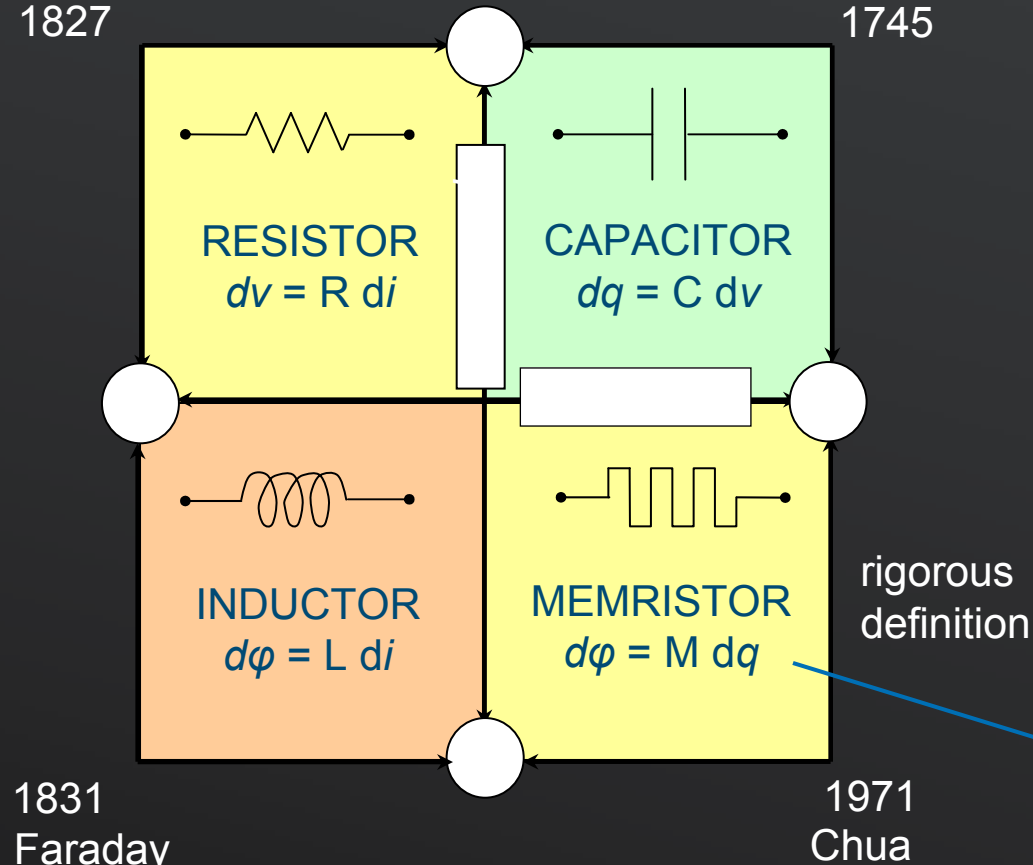 1827
1745
RESISTOR
dv = R di
CAPACITOR
dq = C dv
INDUCTOR
dφ = L di
MEMRISTOR
dφ = M dq
rigorous
definition
1831
Faraday
1971
Chua